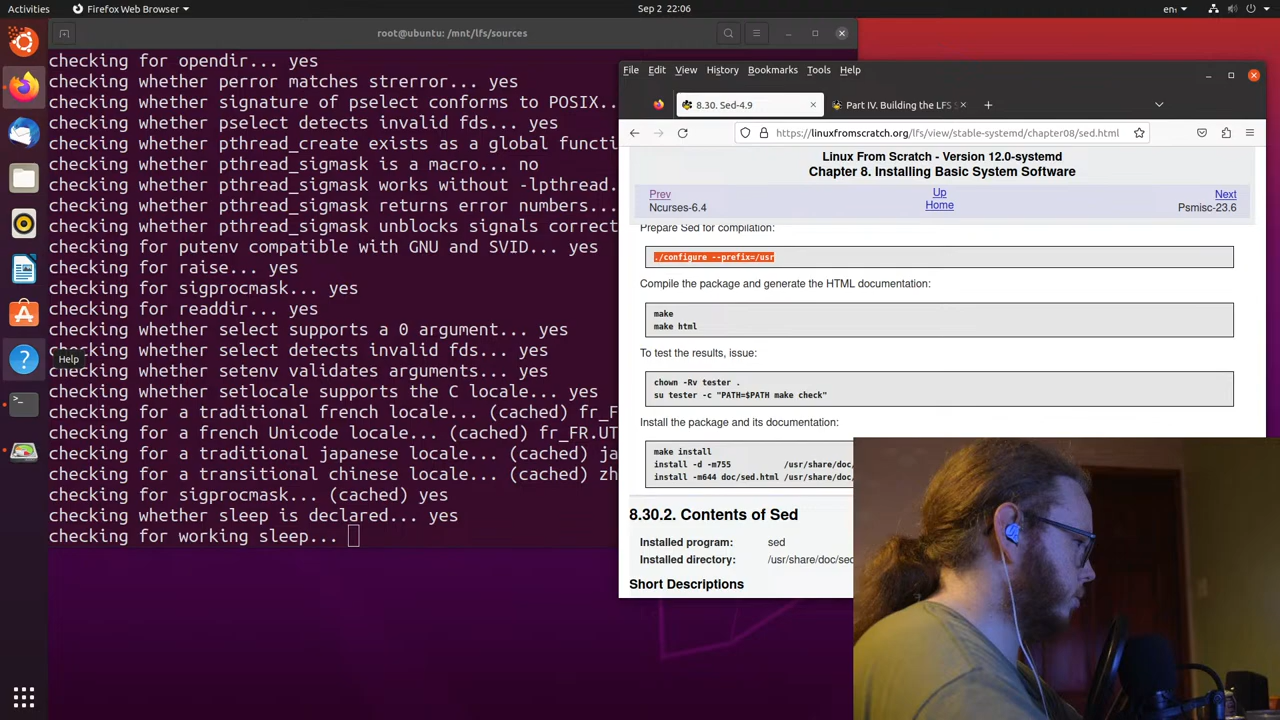 Activities
Firefox Web Browser
Sep 2 22:06
en
root@ubuntu: /mnt/lfs/sources
checking for opendir... yes
checking whether perror matches strerror... yes
checking whether signature of pselect conforms to POSIX..
checking whether pselect detects invalid fds... yes
checking whether pthread_create exists as a global functi
checking whether pthread_sigmask is a macro... no
checking whether pthread_sigmask works without -lpthread.
checking whether pthread_sigmask returns error numbers...
checking whether pthread_sigmask unblocks signals correct
checking for putenv compatible with GNU and SVID... yes
checking for raise... yes
checking for sigprocmask... yes
checking for readdir... yes
checking whether select supports a 0 argument... yes
checking whether select detects invalid fds... yes
checking whether setenv validates arguments... yes
checking whether setlocale supports the C locale... yes
checking for a traditional french locale... (cached) fr_F
checking for a french Unicode locale... (cached) fr_FR.UT
checking for a traditional japanese locale... (cached) ja
checking for a transitional chinese locale... (cached) zh
checking for sigprocmask... (cached) yes
checking whether sleep is declared... yes
checking for working sleep...
Help
File Edit View History Bookmarks Tools Help
8.30. Sed-4.9
Part IV. Building the LFS S
https://linuxfromscratch.org/lfs/view/stable-systemd/chapter08/sed.html
Linux From Scratch - Version 12.0-systemd
Chapter 8. Installing Basic System Software
Prev
Ncurses-6.4
Up
Home
Next
Psmisc-23.6
Prepare Sed for compilation:
./configure --prefix=/usr
Compile the package and generate the HTML documentation:
make
make html
To test the results, issue:
chown -Rv tester .
su tester -c "PATH=$PATH make check"
Install the package and its documentation:
make install
install -d -m755 /usr/share/doc/
install -m644 doc/sed.html /usr/share/doc/
8.30.2. Contents of Sed
Installed program: sed
Installed directory: /usr/share/doc/sed
Short Descriptions